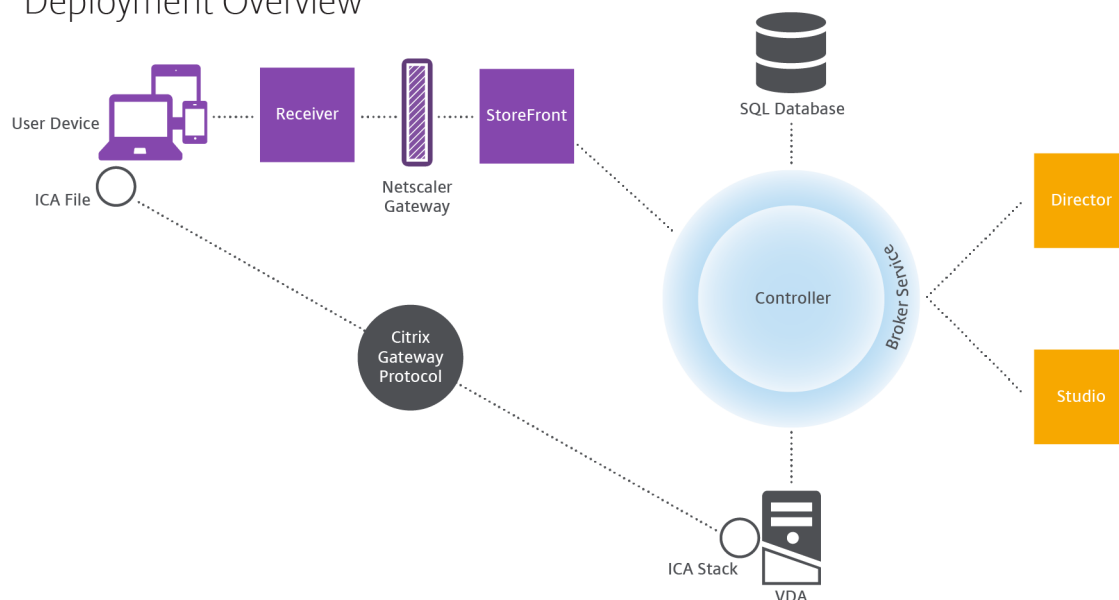 Deployment Overview
SQL Database
User Device
Receiver
StoreFront
Netscaler
Gateway
ICA File
Director
Controller
Broker Service
Citrix
Gateway
Protocol
Studio
ICA Stack
VDA